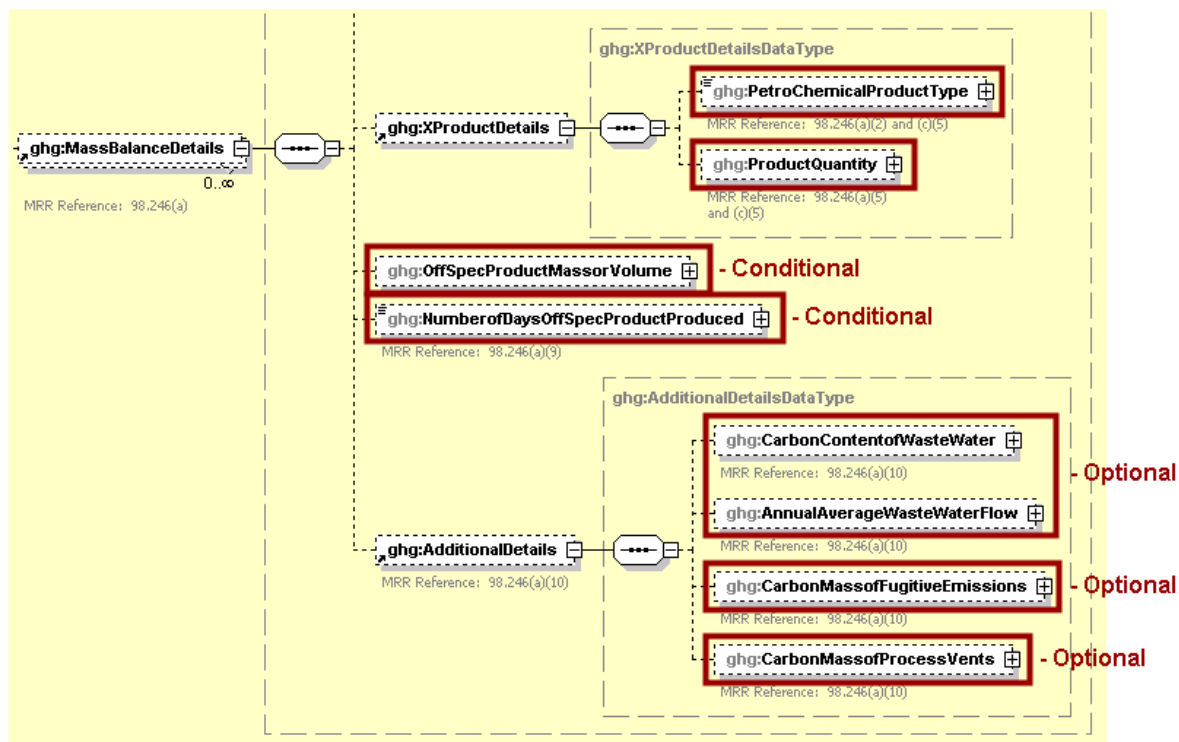 ghg:XProductDetailsDataType
ghg:PetroChemicalProductType
MRR Reference: 98.246(a)(2) and (c)(5)
ghg:XProductDetails
ghg:ProductQuantity
MRR Reference: 98.246(a)(5)
and (c)(5)
ghg:MassBalanceDetails
0..∞
MRR Reference: 98.246(a)
ghg:OffSpecProductMassorVolume
- Conditional
ghg:NumberofDaysOffSpecProductProduced
- Conditional
MRR Reference: 98.246(a)(9)
ghg:AdditionalDetailsDataType
ghg:CarbonContentofWasteWater
MRR Reference: 98.246(a)(10)
- Optional
ghg:AnnualAverageWasteWaterFlow
MRR Reference: 98.246(a)(10)
ghg:AdditionalDetails
MRR Reference: 98.246(a)(10)
ghg:CarbonMassofFugitiveEmissions
- Optional
MRR Reference: 98.246(a)(10)
ghg:CarbonMassofProcessVents
- Optional
MRR Reference: 98.246(a)(10)